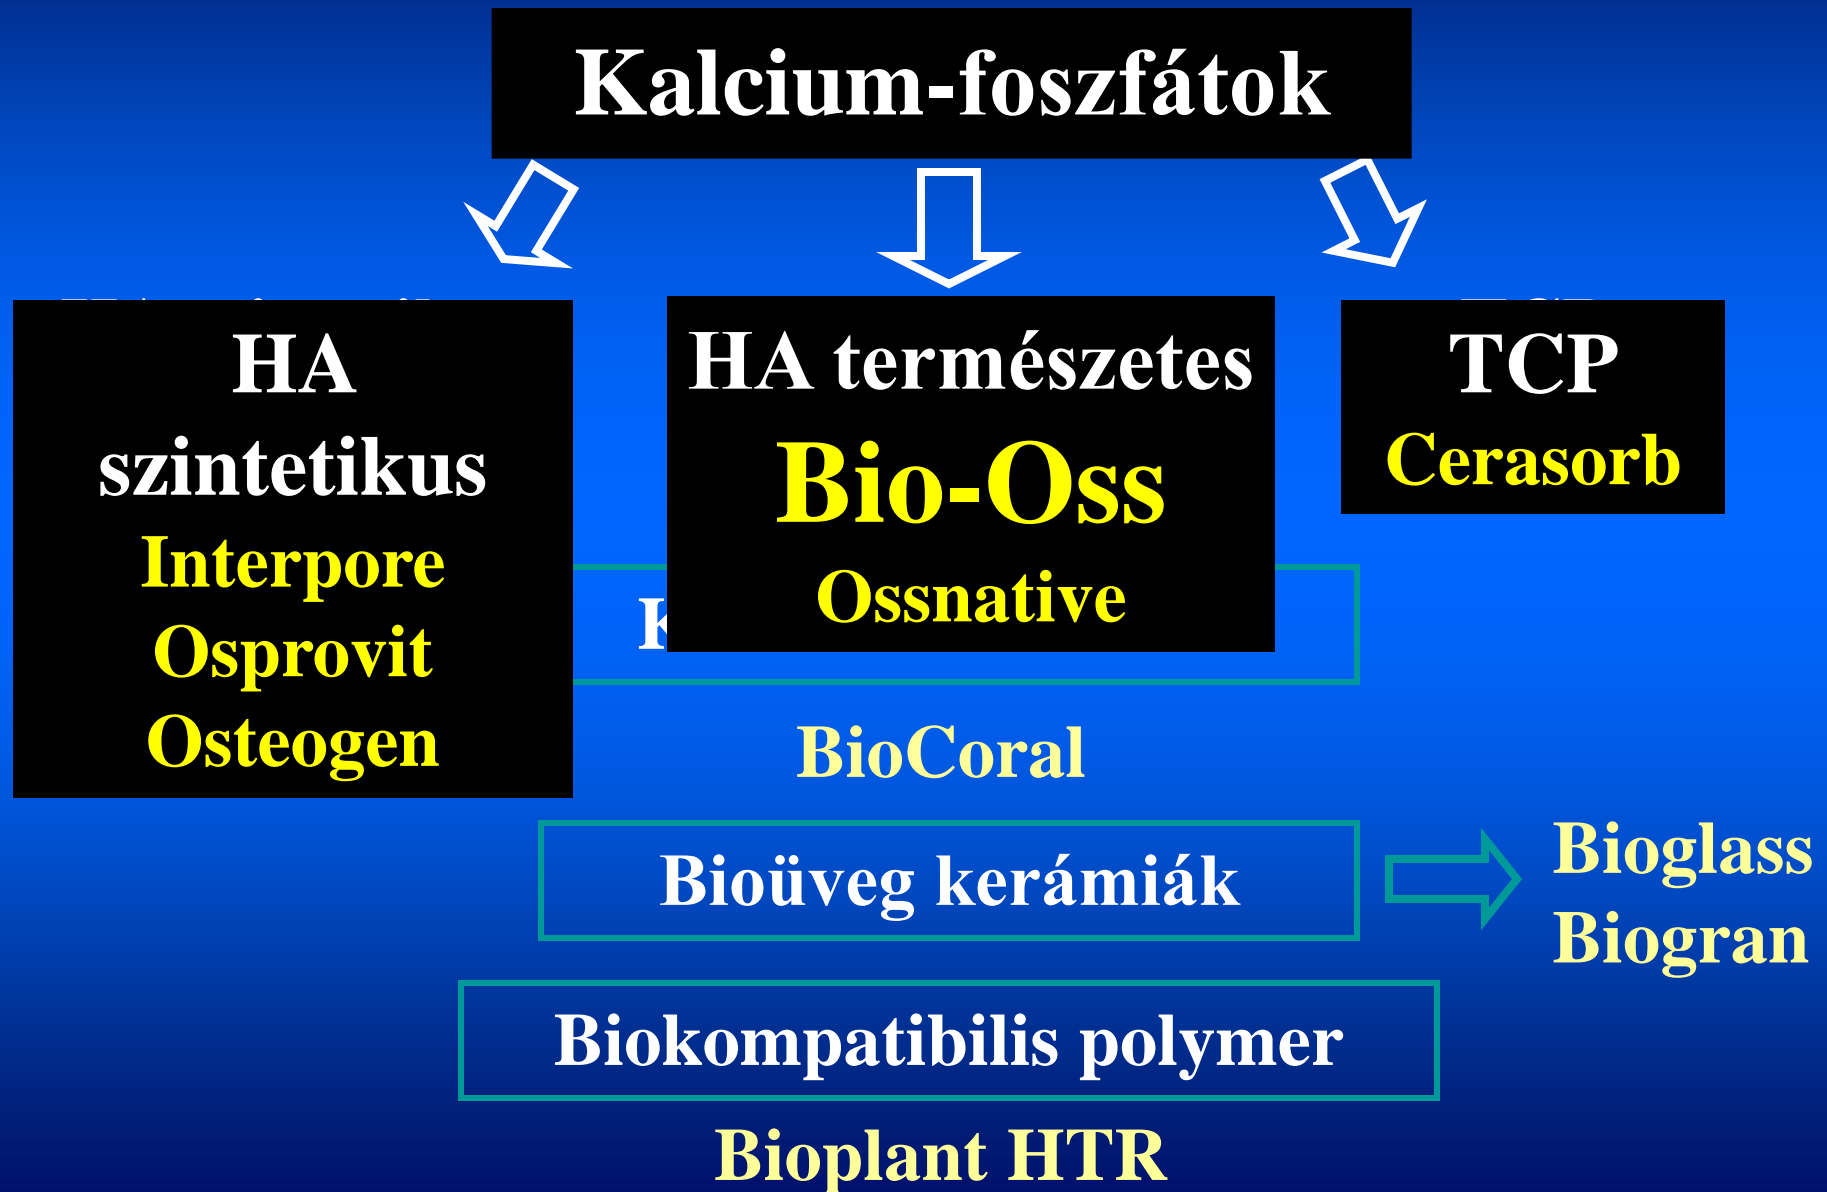 Kalcium-foszfátok
HA
szintetikus
Interpore
Osprovit
Osteogen
HA természetes
Bio-Oss
Ossnative
TCP
Cerasorb
BioCoral
Bioüveg kerámiák
Bioglass
Biogran
Biokompatibilis polymer
Bioplant HTR